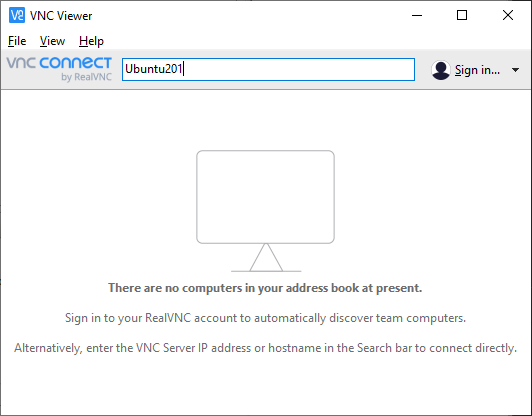 VNC Viewer
File View Help
vnc connect
by RealVNC
Ubuntu201
Sign in...
There are no computers in your address book at present.
Sign in to your RealVNC account to automatically discover team computers.
Alternatively, enter the VNC Server IP address or hostname in the Search bar to connect directly.